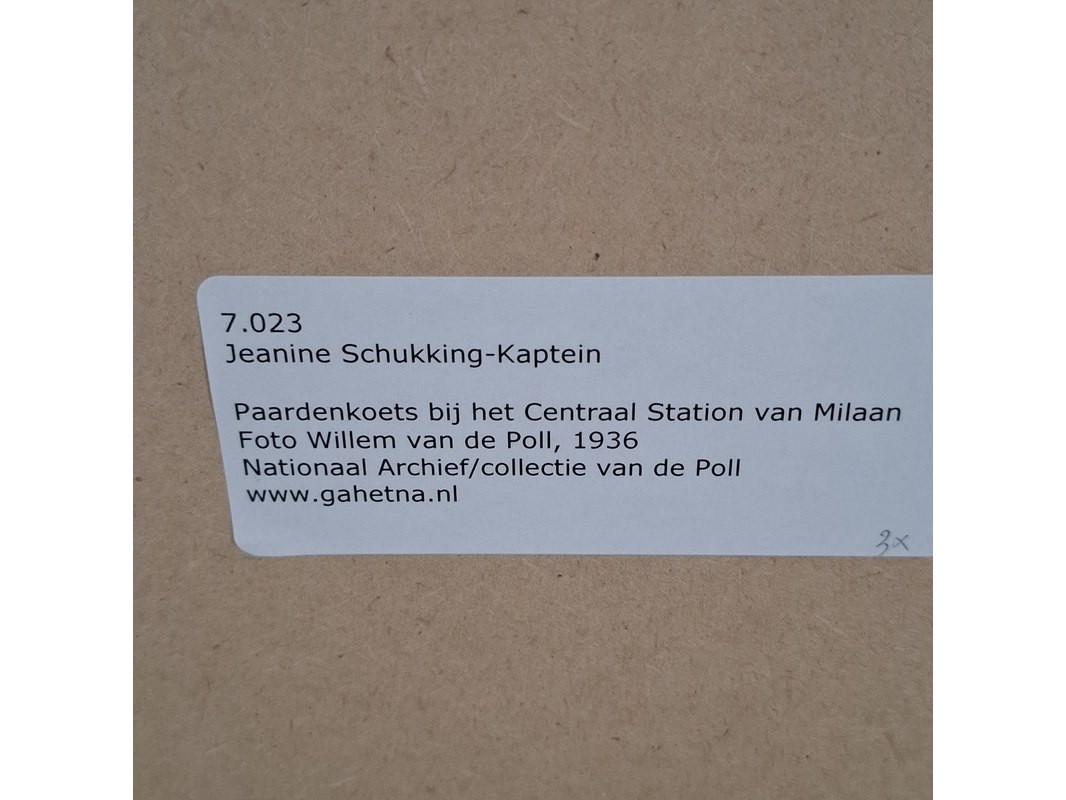 7.023
Jeanine Schukking-Kaptein
Paardenkoets bij het Centraal Station van Milaan
Foto Willem van de Poll, 1936
Nationaal Archief/collectie van de Poll
www.gahetna.nl
3x